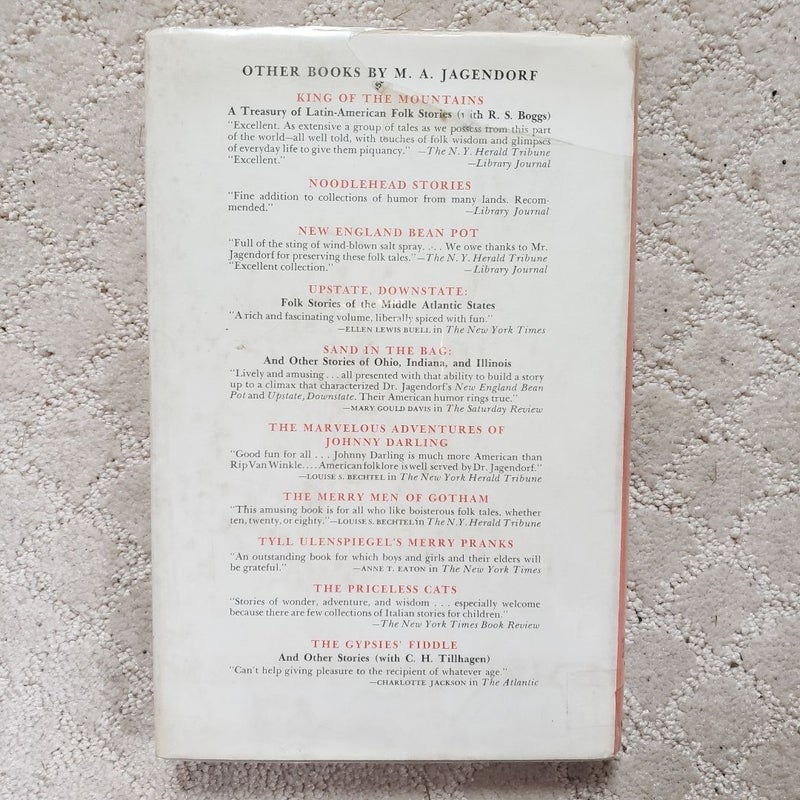 OTHER BOOKS BY M. A. JAGENDORF
KING OF THE MOUNTAINS
A Treasury of Latin-American Folk Stories (with R. S. Boggs)
"Excellent. As extensive a group of tales as we possess from this part
of the world—all well told, with touches of folk wisdom and glimpses
of everyday life to give them piquancy." —The N. Y. Herald Tribune
"Excellent." —Library Journal
NOODLEHEAD STORIES
"Fine addition to collections of humor from many lands. Recom-
mended." —Library Journal
NEW ENGLAND BEAN POT
"Full of the sting of wind-blown salt spray. . . . We owe thanks to Mr.
Jagendorf for preserving these folk tales."—The N. Y. Herald Tribune
"Excellent collection." —Library Journal
UPSTATE, DOWNSTATE:
Folk Stories of the Middle Atlantic States
"A rich and fascinating volume, liberally spiced with fun."
—ELLEN LEWIS BUELL in The New York Times
SAND IN THE BAG:
And Other Stories of Ohio, Indiana, and Illinois
"Lively and amusing . . . all presented with that ability to build a story
up to a climax that characterized Dr. Jagendorf's New England Bean
Pot and Upstate, Downstate. Their American humor rings true."
—MARY GOULD DAVIS in The Saturday Review
THE MARVELOUS ADVENTURES OF
JOHNNY DARLING
"Good fun for all . . . Johnny Darling is much more American than
Rip Van Winkle. . . . American folklore is well served by Dr. Jagendorf."
—LOUISE S. BECHTEL in The New York Herald Tribune
THE MERRY MEN OF GOTHAM
"This amusing book is for all who like boisterous folk tales, whether
ten, twenty, or eighty."—LOUISE S. BECHTEL in The N.Y. Herald Tribune
TYLL ULENSPIEGEL'S MERRY PRANKS
"An outstanding book for which boys and girls and their elders will
be grateful." —ANNE T. EATON in The New York Times
THE PRICELESS CATS
"Stories of wonder, adventure, and wisdom . . . especially welcome
because there are few collections of Italian stories for children."
—The New York Times Book Review
THE GYPSIES' FIDDLE
And Other Stories (with C. H. Tillhagen)
"Can't help giving pleasure to the recipient of whatever age."
—CHARLOTTE JACKSON in The Atlantic